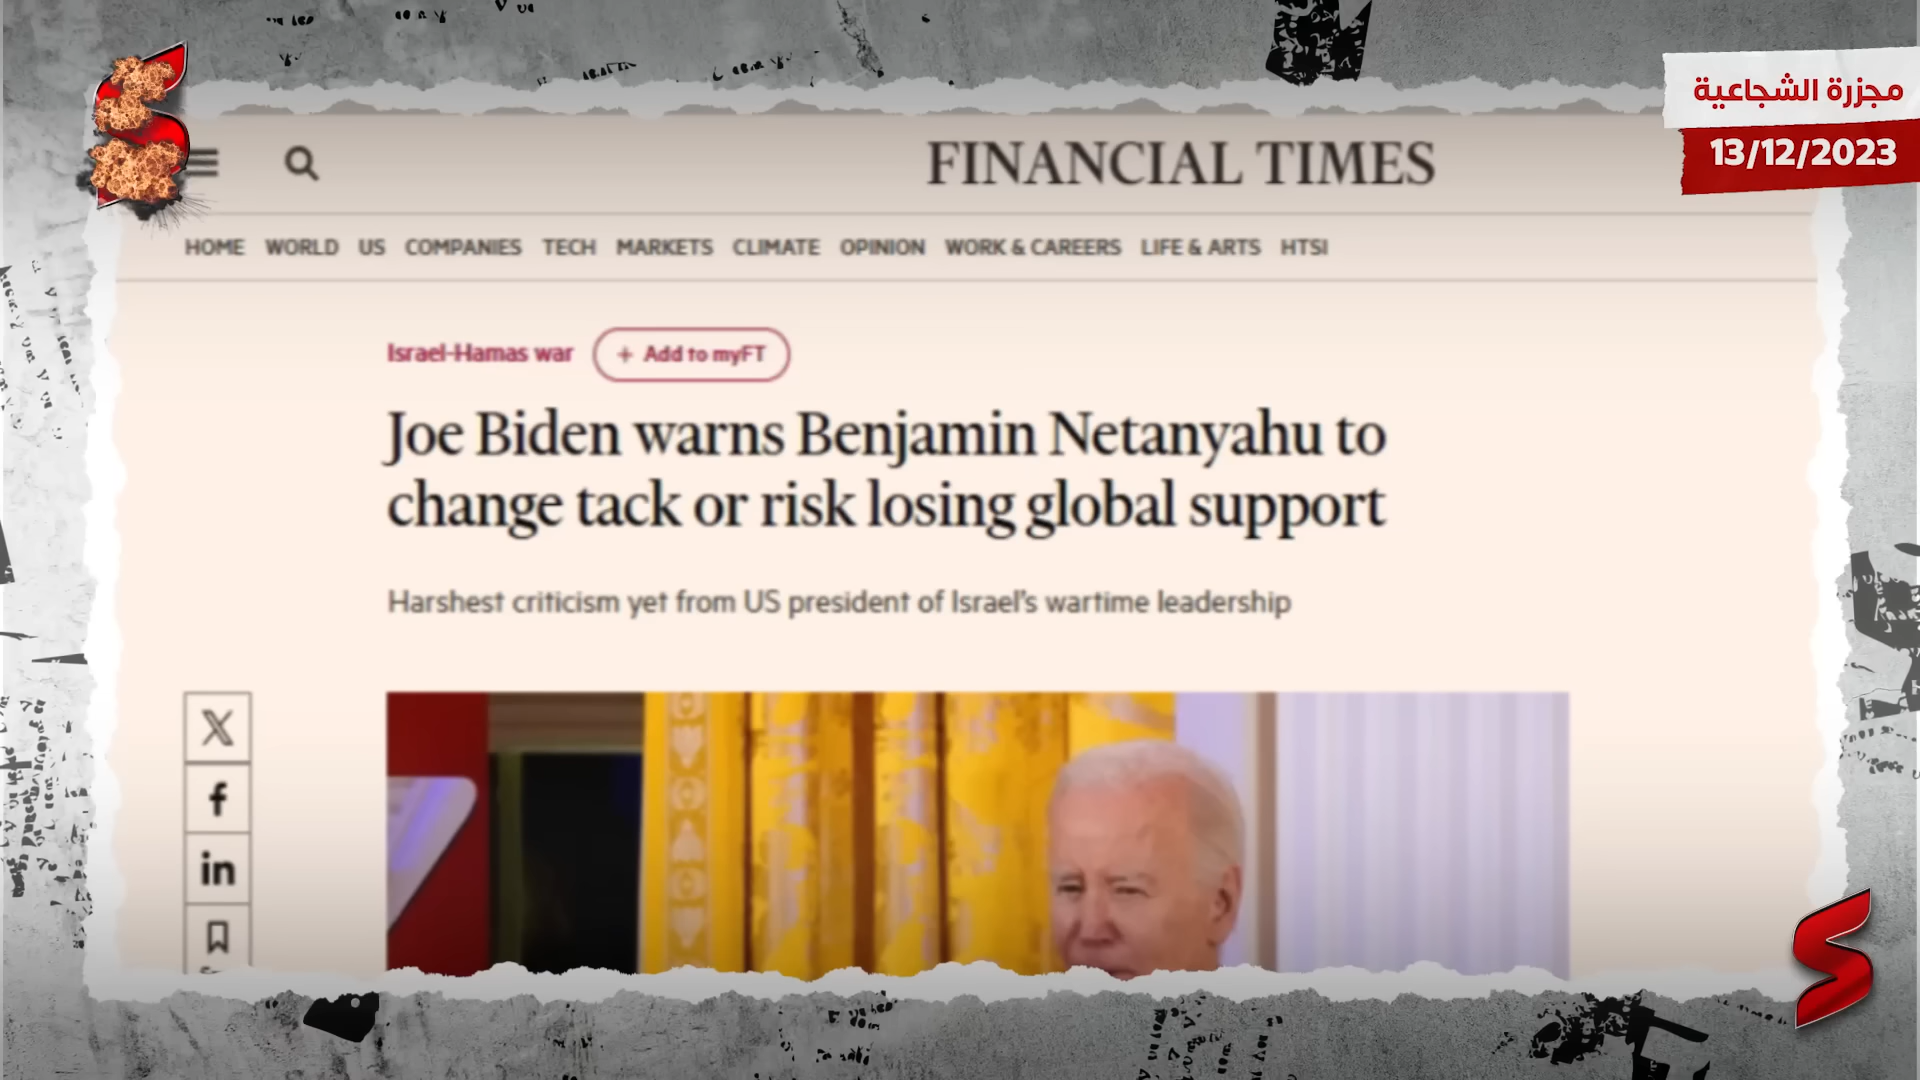 مجزرة الشجاعية
13/12/2023
FINANCIAL TIMES
HOME WORLD US COMPANIES TECH MARKETS CLIMATE OPINION WORK & CAREERS LIFE & ARTS HTSI
Israel-Hamas war + Add to myFT
Joe Biden warns Benjamin Netanyahu to
change tack or risk losing global support
Harshest criticism yet from US president of Israel's wartime leadership